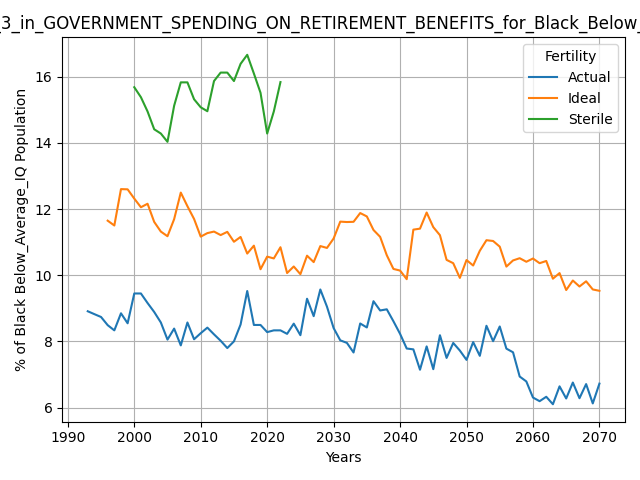 _3_in_GOVERNMENT_SPENDING_ON_RETIREMENT_BENEFITS_for_Black_Below_
Fertility
Actual
Ideal
Sterile
% of Black Below_Average_IQ Population
16
14
12
10
8
6
1990 2000 2010 2020 2030 2040 2050 2060 2070
Years